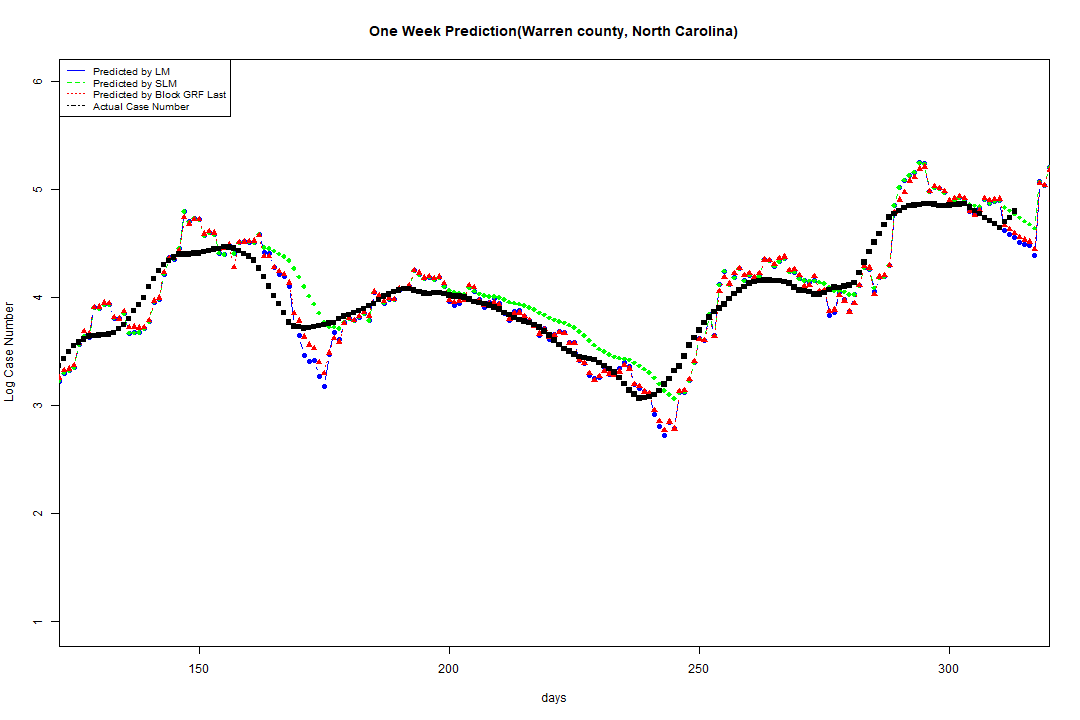 One Week Prediction(Warren county, North Carolina)
Predicted by LM
Predicted by SLM
Predicted by Block GRF Last
Actual Case Number
6
5
4
3
2
1
Log Case Number
150
200
250
300
days